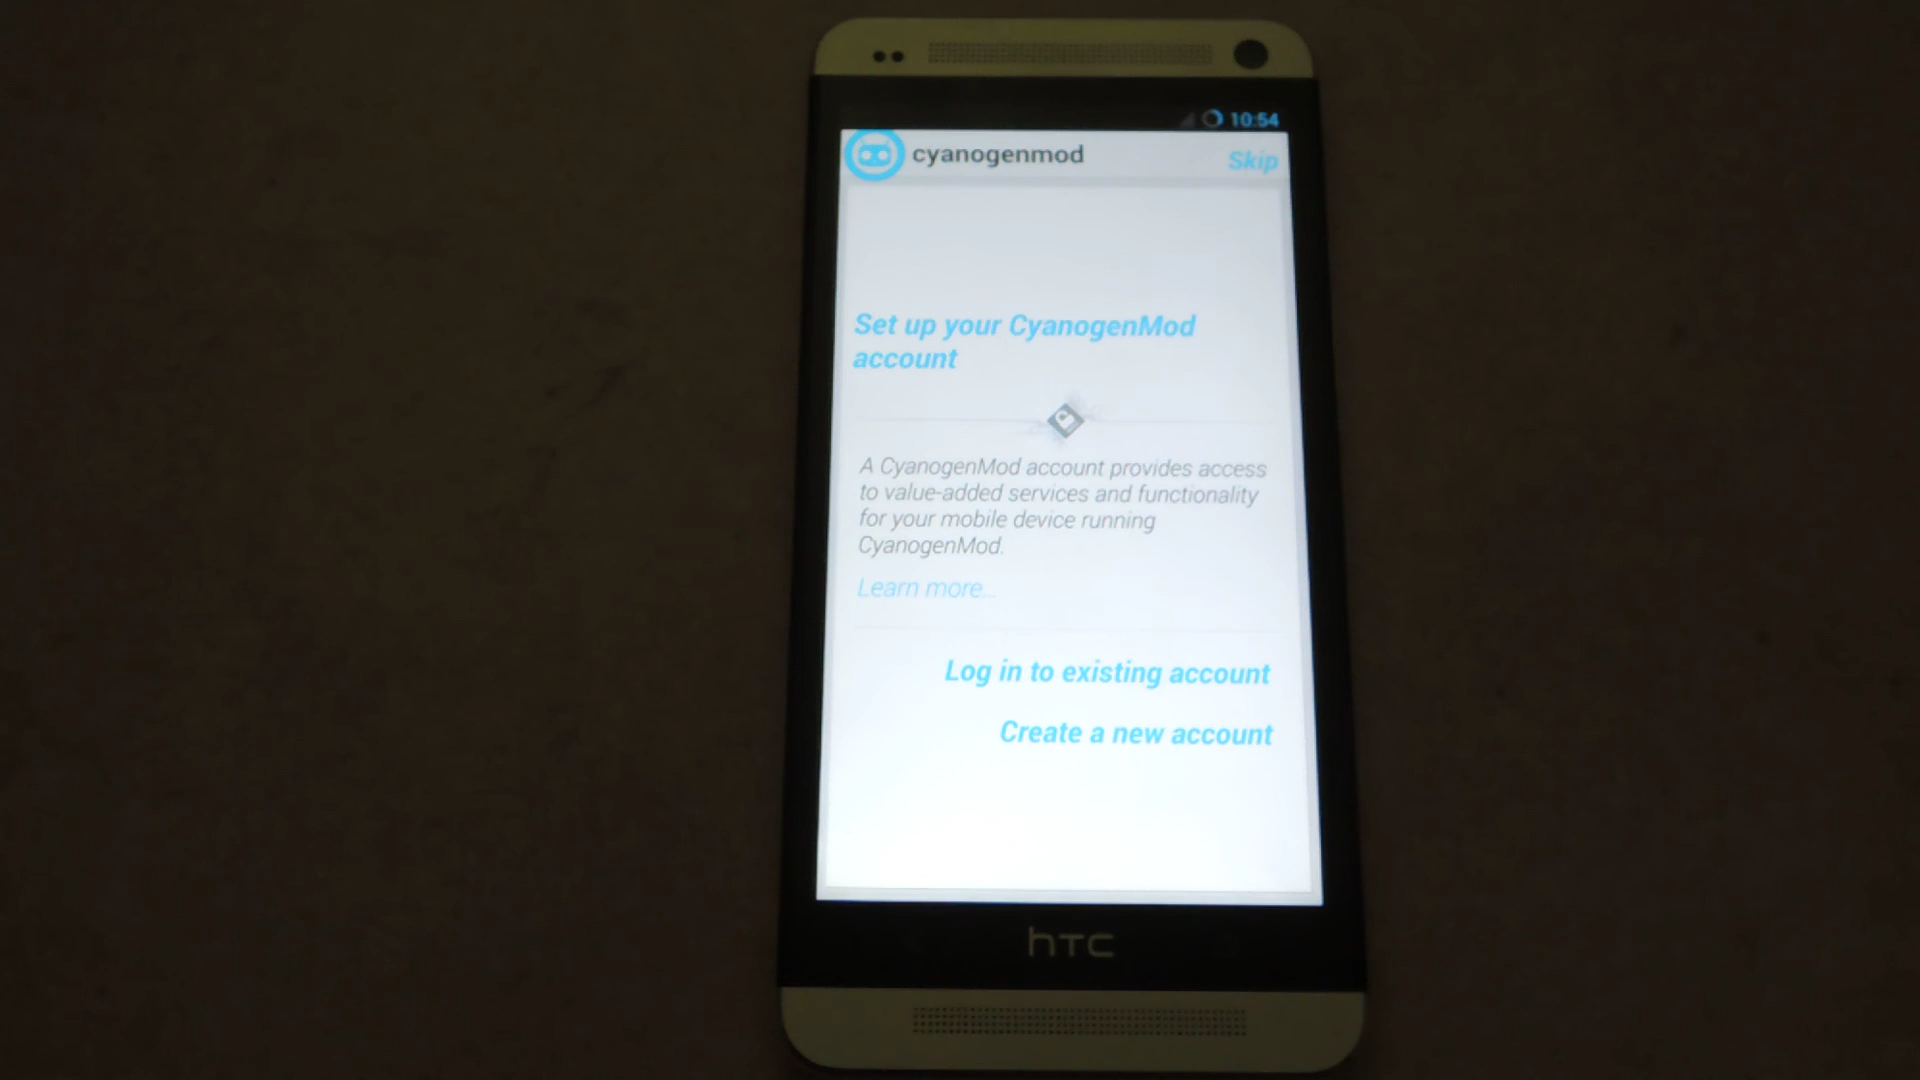 10:54
cyanogenmod
Skip
Set up your CyanogenMod
account
A CyanogenMod account provides access
to value-added services and functionality
for your mobile device running
CyanogenMod.
Learn more...
Log in to existing account
Create a new account
hTC